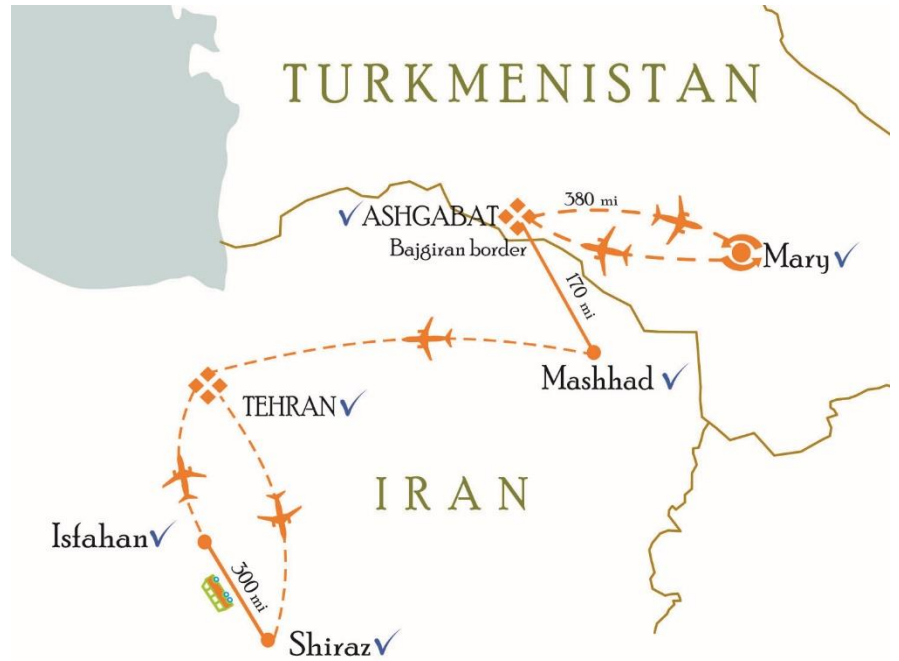 TURKMENISTAN
380 mi
ASHGABAT
Bajgiran border
Mary
170 mi
Mashhad
TEHRAN
IRAN
Isfahan
300 mi
Shiraz